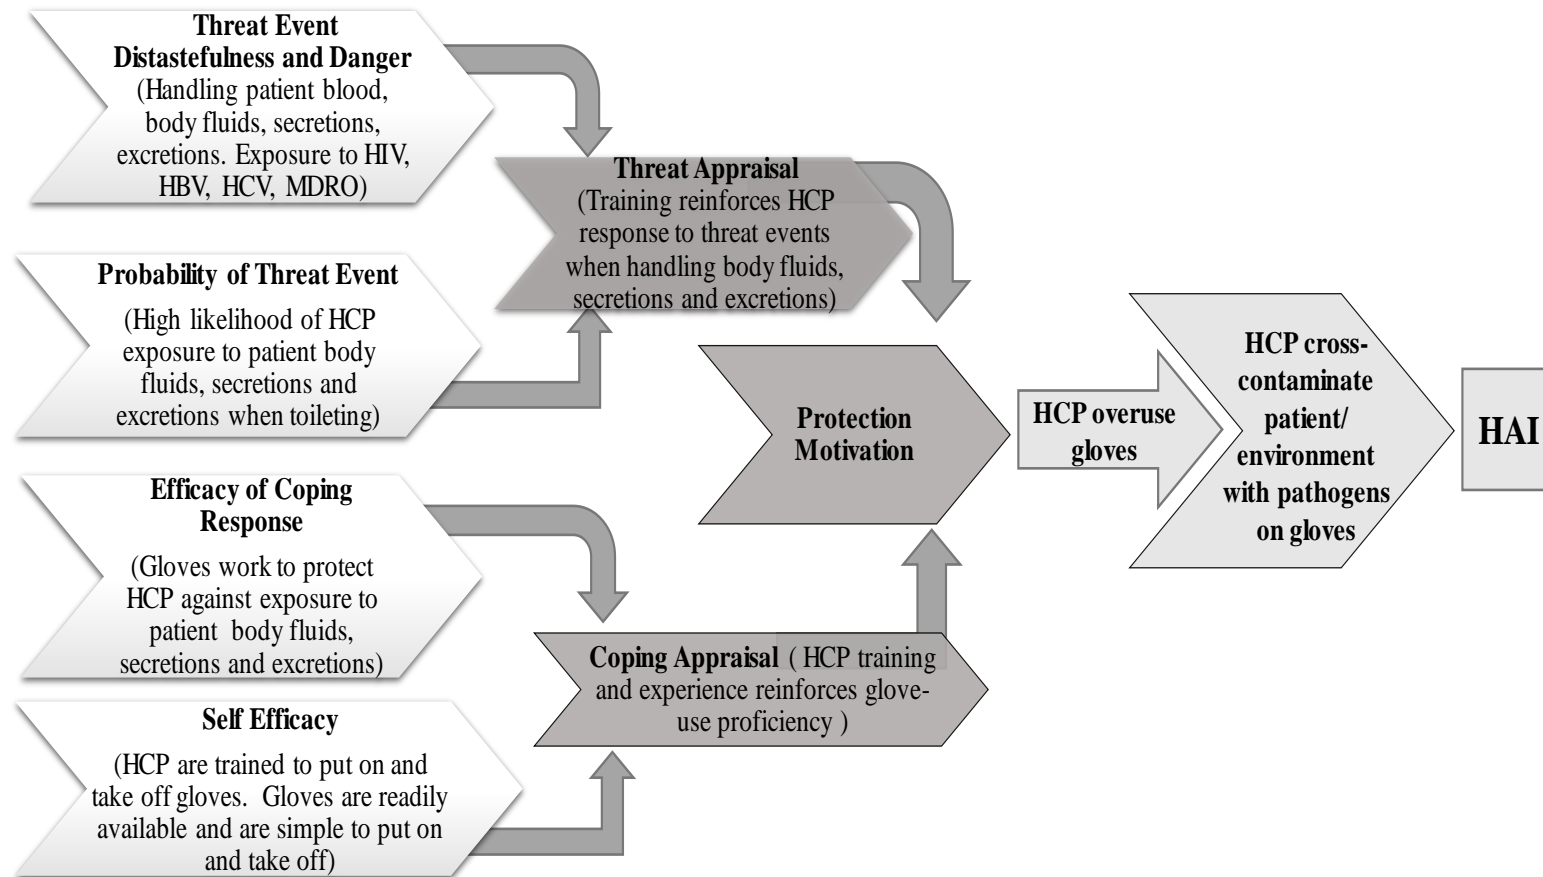 Threat Event
Distastefulness and Danger
(Handling patient blood,
body fluids, secretions,
excretions. Exposure to HIV,
HBV, HCV, MDRO)
Probability of Threat Event
(High likelihood of HCP
exposure to patient body
fluids, secretions and
excretions when toileting)
Efficacy of Coping
Response
(Gloves work to protect
HCP against exposure to
patient body fluids,
secretions and excretions)
Self Efficacy
(HCP are trained to put on and
take off gloves. Gloves are readily
available and are simple to put on
and take off)
Threat Appraisal
(Training reinforces HCP
response to threat events
when handling body fluids,
secretions and excretions)
Coping Appraisal ( HCP training
and experience reinforces glove-
use proficiency )
Protection
Motivation
HCP overuse
gloves
HCP cross-
contaminate
patient/
environment
with pathogens
on gloves
HAI